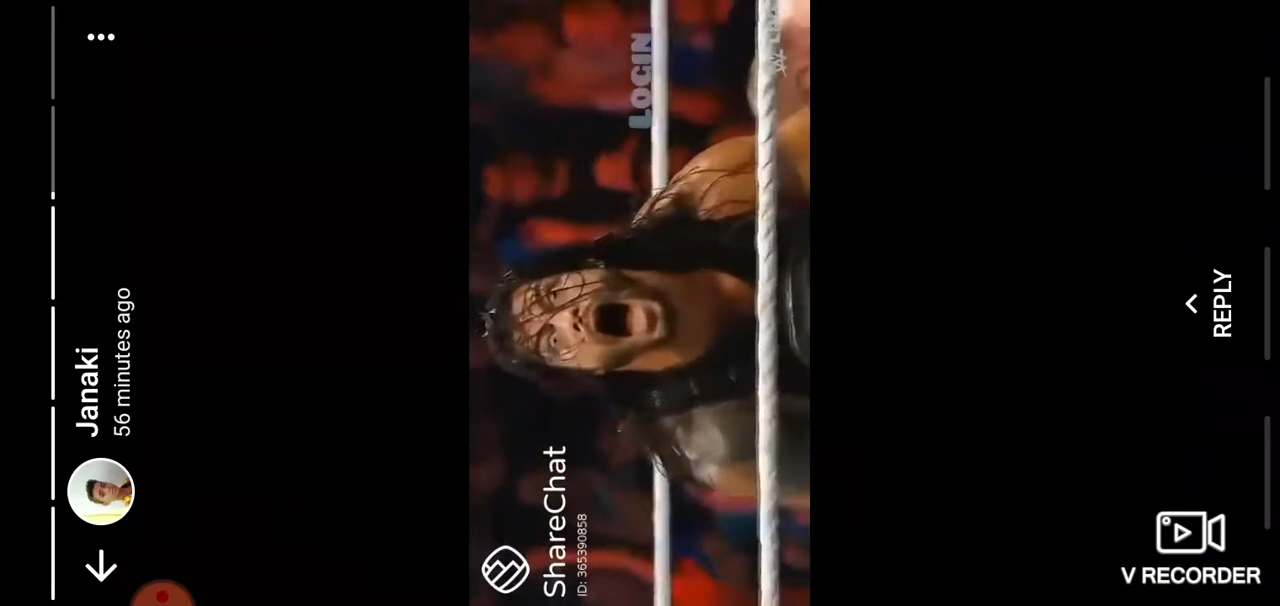 Janaki
56 minutes ago
LOGIN
ShareChat
ID: 365390858
REPLY
V RECORDER